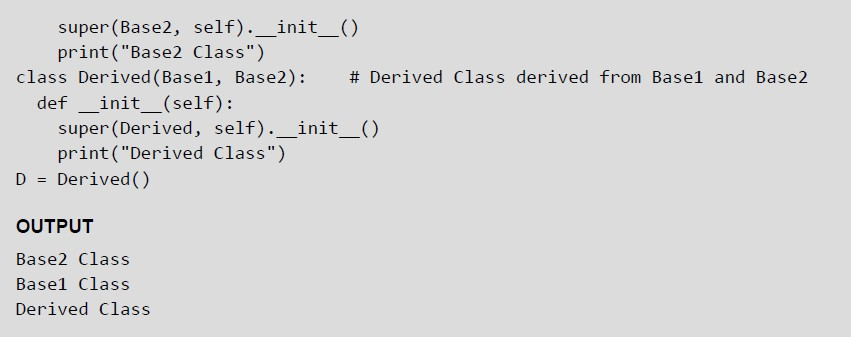 super(Base2, self).__init__()
    print("Base2 Class")
class Derived(Base1, Base2):    # Derived Class derived from Base1 and Base2
  def __init__(self):
    super(Derived, self).__init__()
    print("Derived Class")
D = Derived()
OUTPUT
Base2 Class
Base1 Class
Derived Class